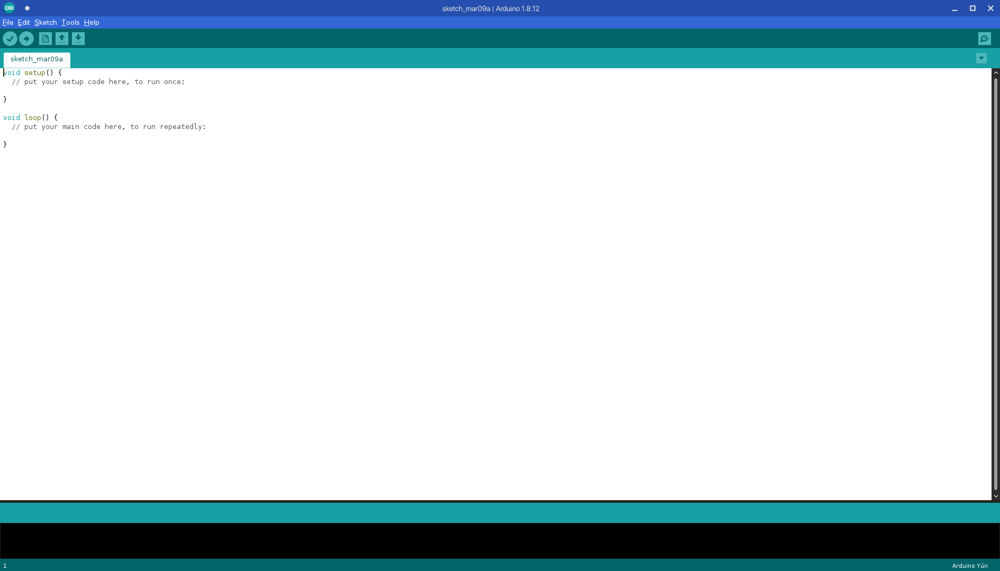 sketch_mar09a | Arduino 1.8.12
File Edit Sketch Tools Help
sketch_mar09a
void setup() {
  // put your setup code here, to run once:
}
void loop() {
  // put your main code here, to run repeatedly:
}
1
Arduino Yún